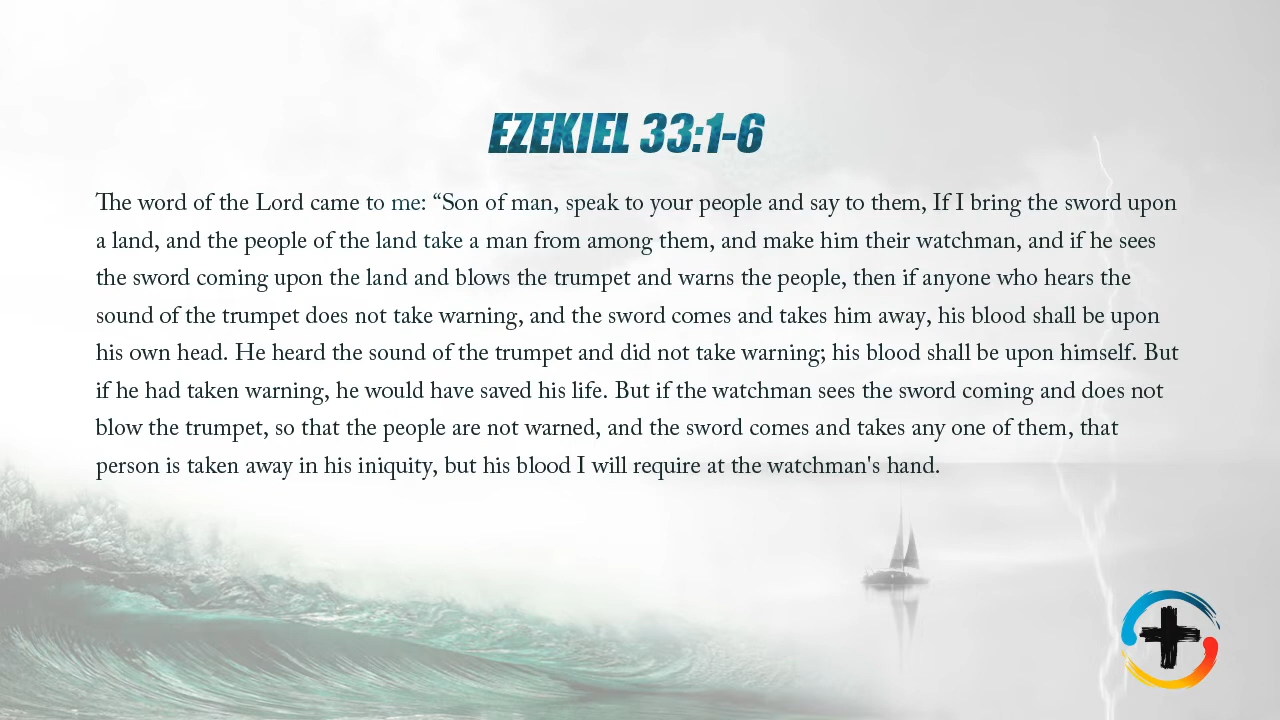 EZEKIEL 33:1-6
The word of the Lord came to me: “Son of man, speak to your people and say to them, If I bring the sword upon
a land, and the people of the land take a man from among them, and make him their watchman, and if he sees
the sword coming upon the land and blows the trumpet and warns the people, then if anyone who hears the
sound of the trumpet does not take warning, and the sword comes and takes him away, his blood shall be upon
his own head. He heard the sound of the trumpet and did not take warning; his blood shall be upon himself. But
if he had taken warning, he would have saved his life. But if the watchman sees the sword coming and does not
blow the trumpet, so that the people are not warned, and the sword comes and takes any one of them, that
person is taken away in his iniquity, but his blood I will require at the watchman's hand.